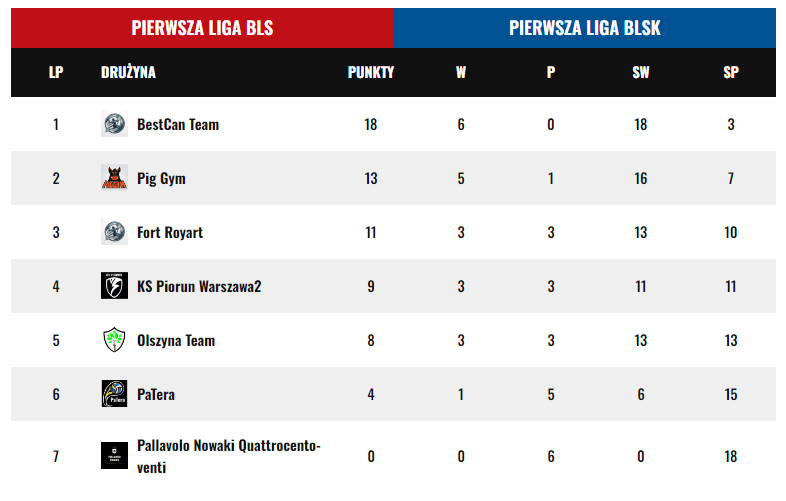 PIERWSZA LIGA BLS PIERWSZA LIGA BLSK
LP DRUŻYNA PUNKTY W P SW SP
1 BestCan Team 18 6 0 18 3
2 Pig Gym 13 5 1 16 7
3 Fort Royart 11 3 3 13 10
4 KS Piorun Warszawa2 9 3 3 11 11
5 Olszyna Team 8 3 3 13 13
6 PaTera 4 1 5 6 15
7 Pallavolo Nowaki Quattrocento-
venti 0 0 6 0 18